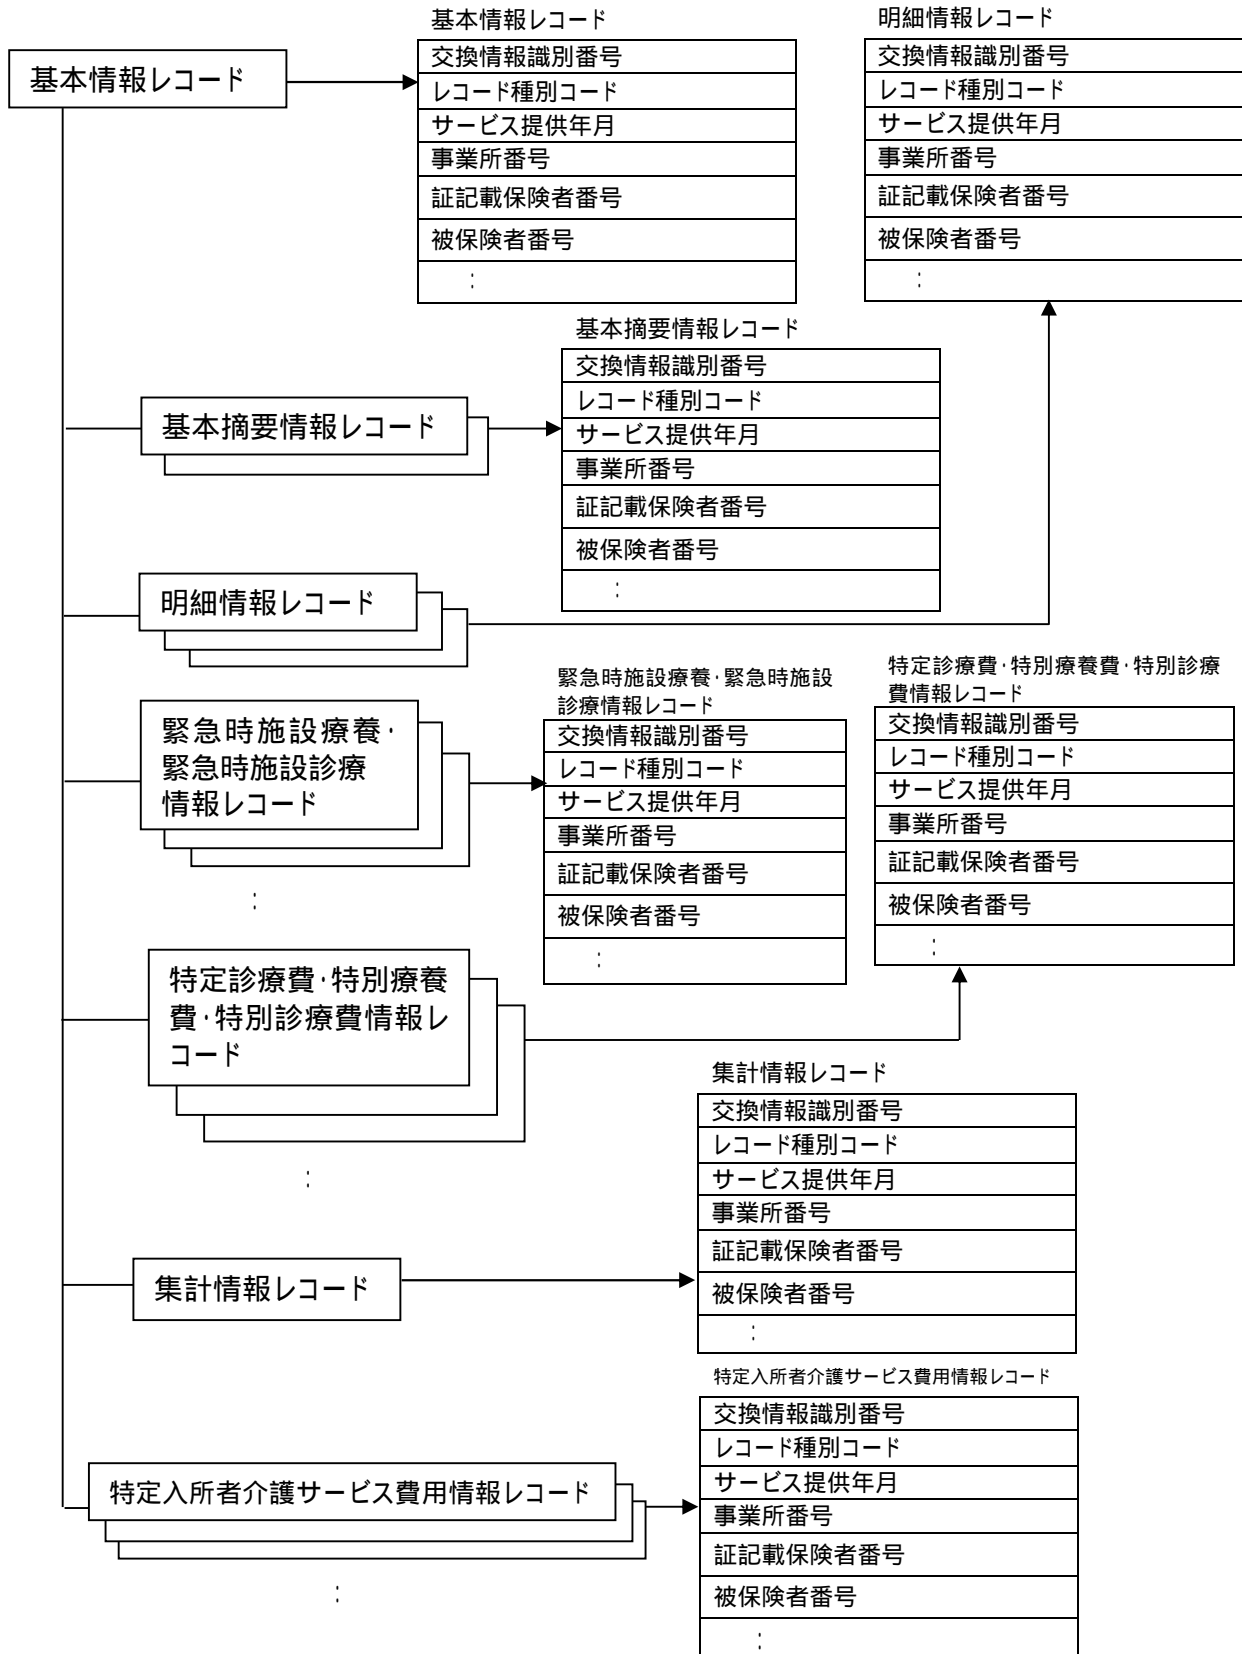 基本情報レコード
基本情報レコード
交換情報識別番号
レコード種別コード
サービス提供年月
事業所番号
証記載保険者番号
被保険者番号
:
明細情報レコード
交換情報識別番号
レコード種別コード
サービス提供年月
事業所番号
証記載保険者番号
被保険者番号
:
基本摘要情報レコード
基本摘要情報レコード
交換情報識別番号
レコード種別コード
サービス提供年月
事業所番号
証記載保険者番号
被保険者番号
:
明細情報レコード
緊急時施設療養・
緊急時施設診療
情報レコード
:
緊急時施設療養・緊急時施設
診療情報レコード
交換情報識別番号
レコード種別コード
サービス提供年月
事業所番号
証記載保険者番号
被保険者番号
:
特定診療費・特別療養費・特別診療
費情報レコード
交換情報識別番号
レコード種別コード
サービス提供年月
事業所番号
証記載保険者番号
被保険者番号
:
特定診療費・特別療養
費・特別診療費情報レ
コード
:
集計情報レコード
集計情報レコード
交換情報識別番号
レコード種別コード
サービス提供年月
事業所番号
証記載保険者番号
被保険者番号
:
特定入所者介護サービス費用情報レコード
:
特定入所者介護サービス費用情報レコード
交換情報識別番号
レコード種別コード
サービス提供年月
事業所番号
証記載保険者番号
被保険者番号
: